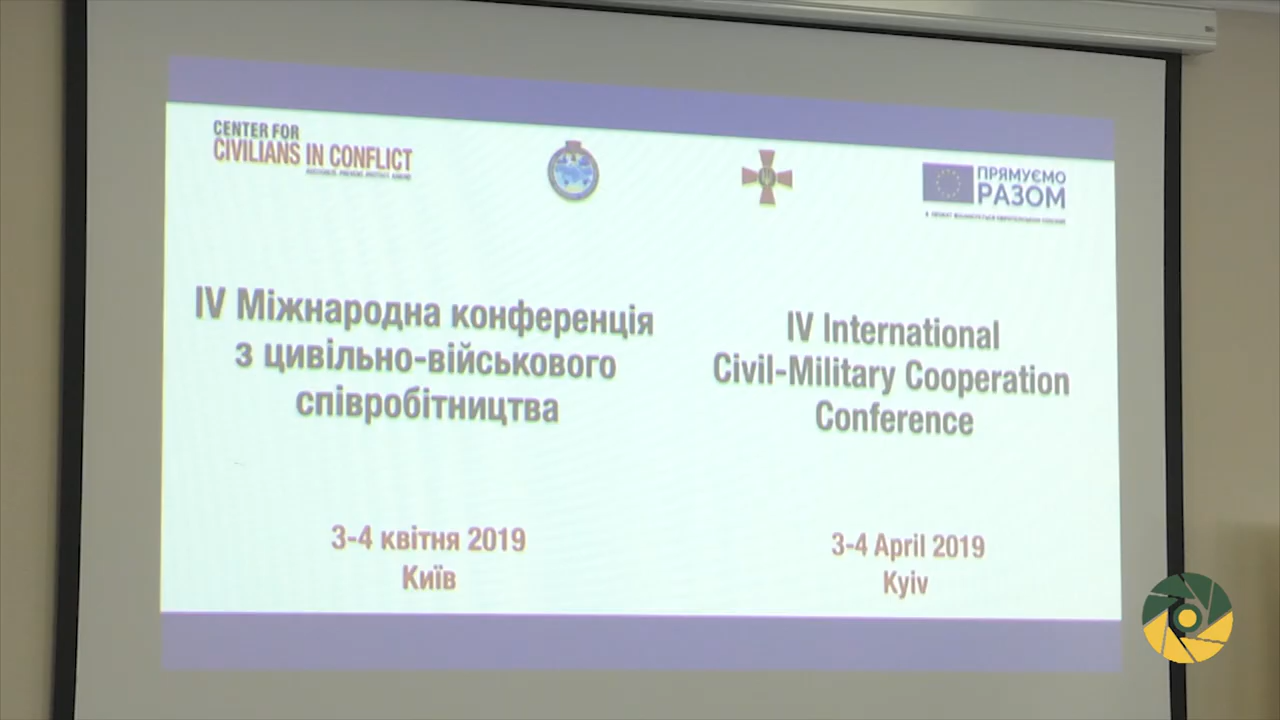 CENTER FOR
CIVILIANS IN CONFLICT
ПРЯМУЄМО
РАЗОМ
IV Міжнародна конференція
з цивільно-військового
співробітництва
IV International
Civil-Military Cooperation
Conference
3-4 квітня 2019
Київ
3-4 April 2019
Kyiv